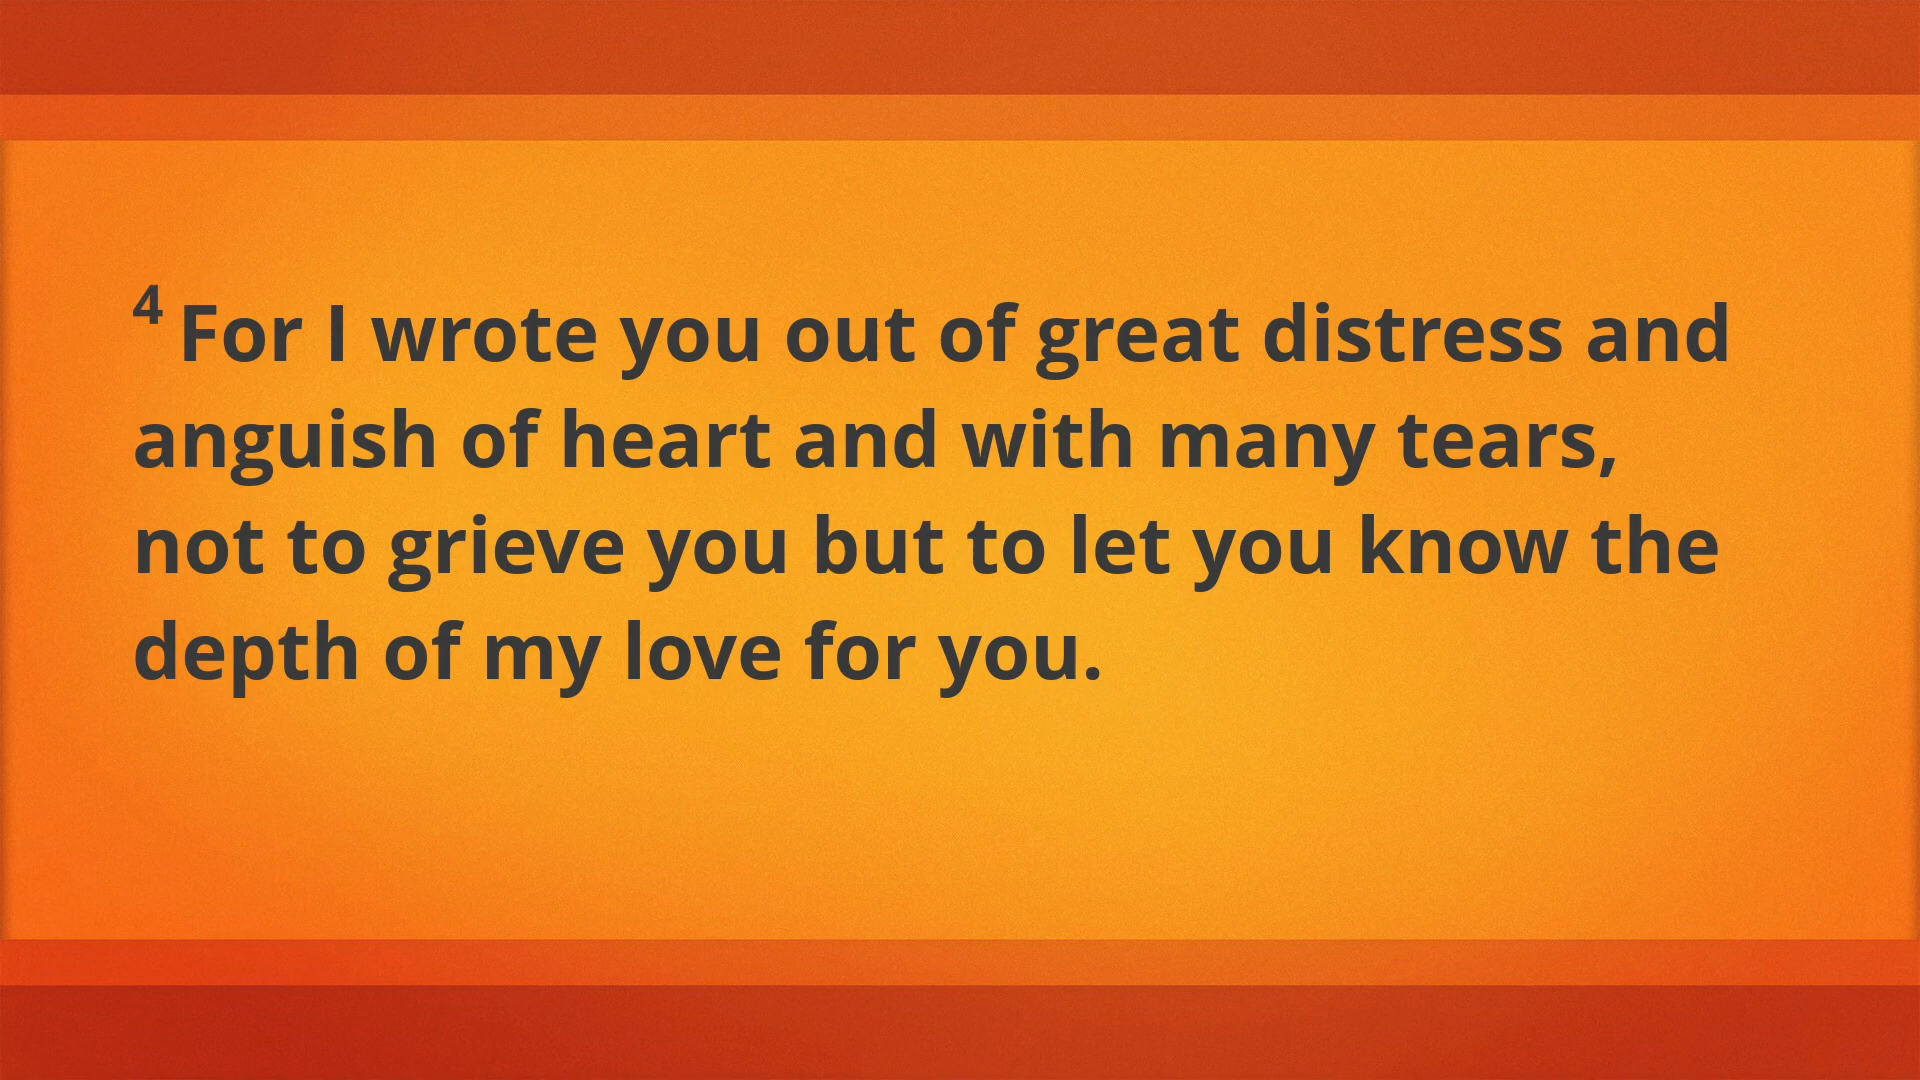 4 For I wrote you out of great distress and
anguish of heart and with many tears,
not to grieve you but to let you know the
depth of my love for you.